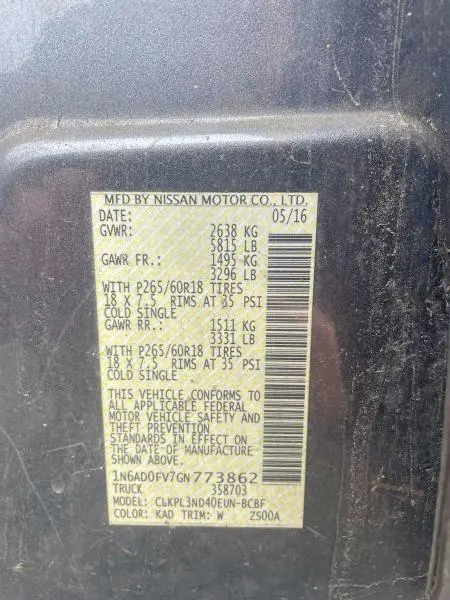 MFD BY NISSAN MOTOR CO., LTD.
DATE: 05/16
GVWR: 2638 KG
5815 LB
GAWR FR.: 1495 KG
3296 LB
WITH P265/60R18 TIRES
18 X 7.5 RIMS AT 35 PSI
COLD SINGLE
GAWR RR.: 1511 KG
3331 LB
WITH P265/60R18 TIRES
18 X 7.5 RIMS AT 35 PSI
COLD SINGLE
THIS VEHICLE CONFORMS TO
ALL APPLICABLE FEDERAL
MOTOR VEHICLE SAFETY AND
THEFT PREVENTION
STANDARDS IN EFFECT ON
THE DATE OF MANUFACTURE
SHOWN ABOVE.
1N6AD0FV7GN773862
TRUCK 358703
MODEL: CLKPL3ND40EUN-BCBF
COLOR: KAD TRIM: W ZS00A